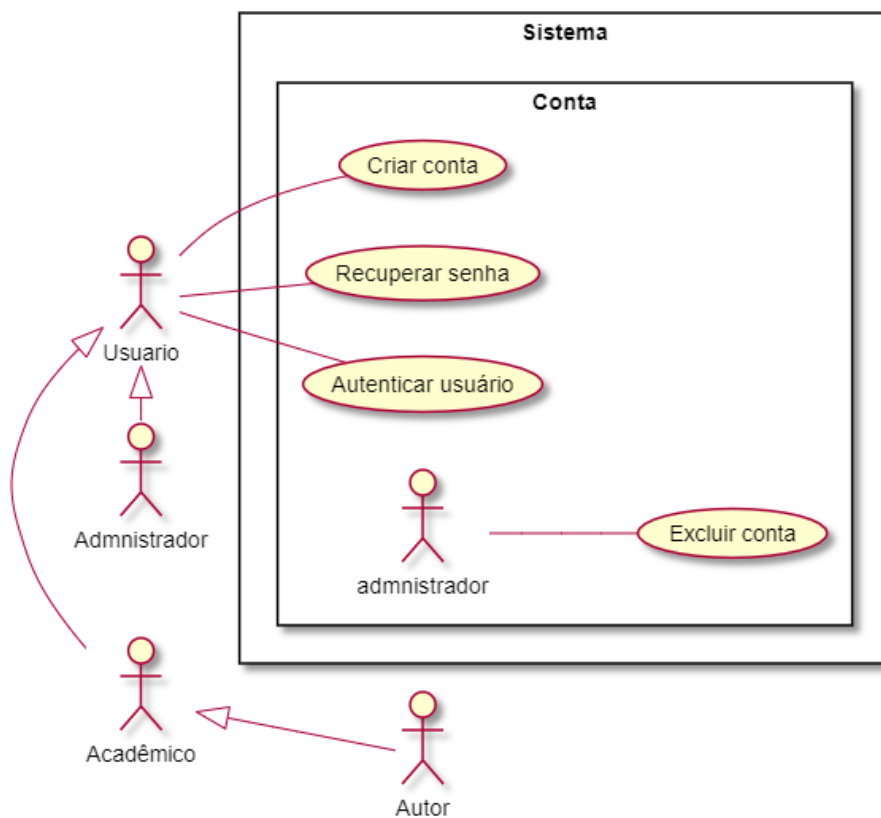 Sistema
Conta
Criar conta
Recuperar senha
Usuario
Autenticar usuário
Admnistrador
Excluir conta
admnistrador
Acadêmico
Autor